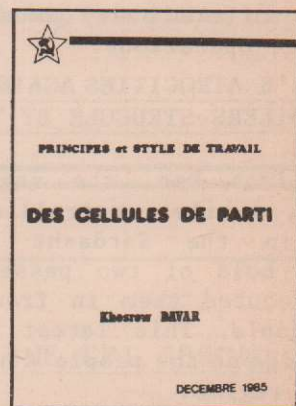 PRINCIPES et STYLE DE TRAVAIL
DES CELLULES DE PARTI
Khosrow DAVAR
DECEMBRE 1985